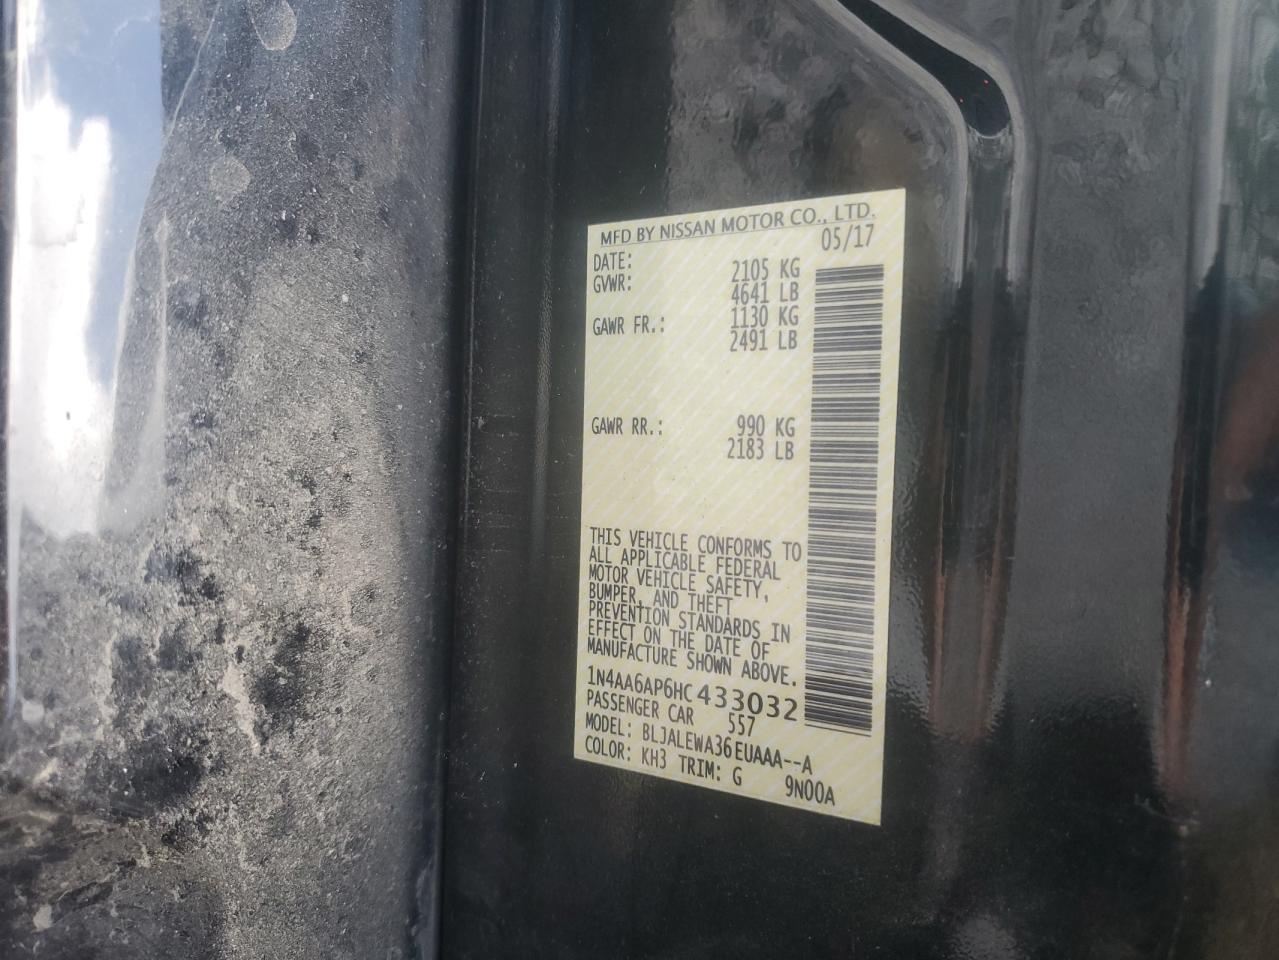 MFD BY NISSAN MOTOR CO., LTD.
DATE: 05/17
GVWR: 2105 KG
4641 LB
GAWR FR.: 1130 KG
2491 LB
GAWR RR.: 990 KG
2183 LB
THIS VEHICLE CONFORMS TO
ALL APPLICABLE FEDERAL
MOTOR VEHICLE SAFETY,
BUMPER, AND THEFT
PREVENTION STANDARDS IN
EFFECT ON THE DATE OF
MANUFACTURE SHOWN ABOVE.
1N4AA6AP6HC433032
PASSENGER CAR 557
MODEL: BLJALEWA36EUAAA--A
COLOR: KH3 TRIM: G 9N00A